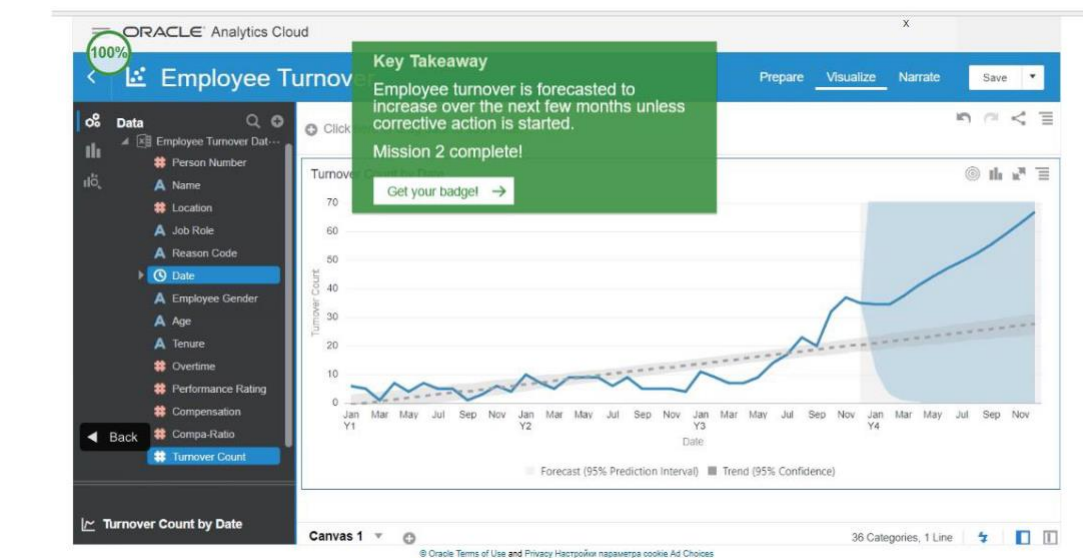 ORACLE Analytics Cloud
X
100%
Employee Turnover
Prepare Visualize Narrate Save
Key Takeaway
Employee turnover is forecasted to
increase over the next few months unless
corrective action is started.
Mission 2 complete!
Get your badge! →
Data
Employee Turnover Dat...
Person Number
Name
Location
Job Role
Reason Code
Date
Employee Gender
Age
Tenure
Overtime
Performance Rating
Compensation
Compa-Ratio
Turnover Count
Back
Turnover Count by Date
Click
Turnover Count by Date
70
60
50
40
30
20
10
0
Turnover Count
Jan Mar May Jul Sep Nov Jan Mar May Jul Sep Nov Jan Mar May Jul Sep Nov Jan Mar May Jul Sep Nov
Y1 Y2 Y3 Y4
Date
Forecast (95% Prediction Interval) Trend (95% Confidence)
Canvas 1
36 Categories, 1 Line
© Oracle Terms of Use and Privacy Настройки параметра cookie Ad Choices